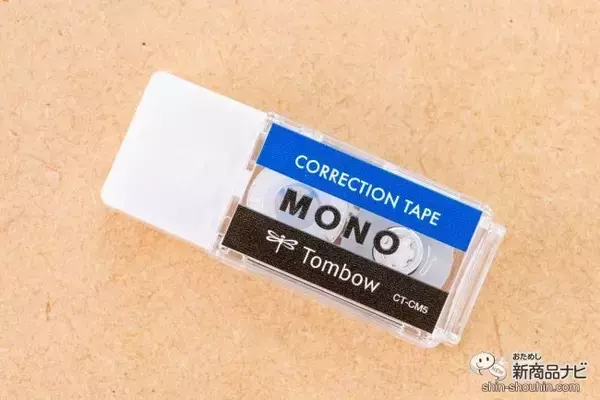 CORRECTION TAPE
MONO
Tombow
CT-CM5
おためし
新商品ナビ
shin-shouhin.com